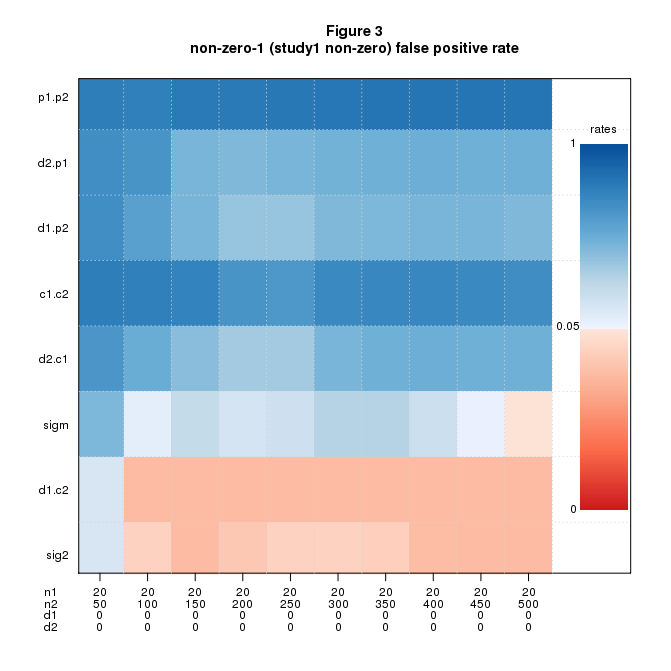 Figure 3
non-zero-1 (study1 non-zero) false positive rate
p1.p2
d2.p1
d1.p2
c1.c2
d2.c1
sigm
d1.c2
sig2
rates
1
0.05
0
n1 20 20 20 20 20 20 20 20 20 20
n2 50 100 150 200 250 300 350 400 450 500
d1 0 0 0 0 0 0 0 0 0 0
d2 0 0 0 0 0 0 0 0 0 0